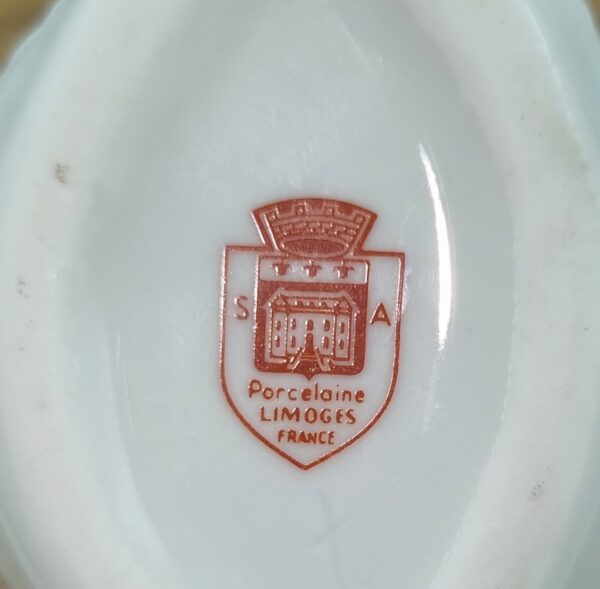 S A
Porcelaine
LIMOGES
FRANCE